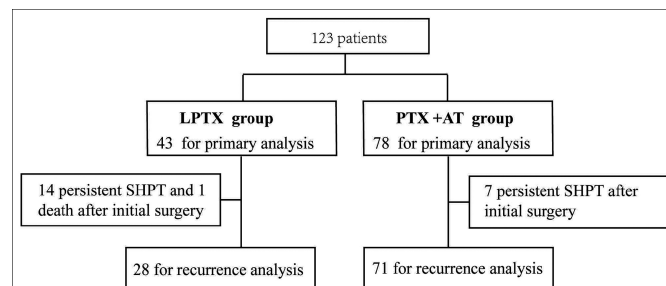 123 patients
LPTX group
43 for primary analysis
PTX +AT group
78 for primary analysis
14 persistent SHPT and 1
death after initial surgery
7 persistent SHPT after
initial surgery
28 for recurrence analysis
71 for recurrence analysis